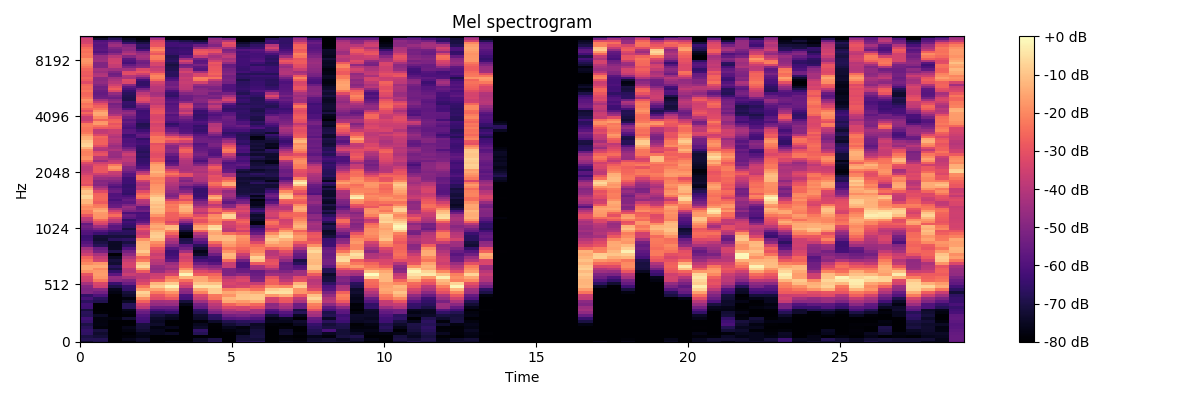 Mel spectrogram
Hz
8192
4096
2048
1024
512
0
0 5 10 15 20 25
Time
+0 dB
-10 dB
-20 dB
-30 dB
-40 dB
-50 dB
-60 dB
-70 dB
-80 dB